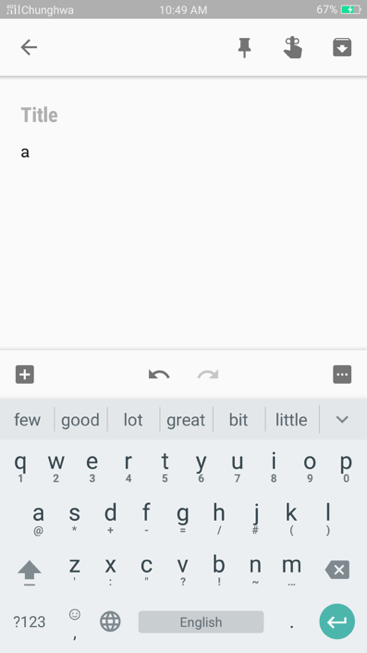 Chunghwa 10:49 AM 67%
Title
a
few good lot great bit little
q w e r t y u i o p
1 2 3 4 5 6 7 8 9 0
a s d f g h j k l
@ * + - = / # ( )
z x c v b n m
' : " ? ! ~ ...
?123 , English .